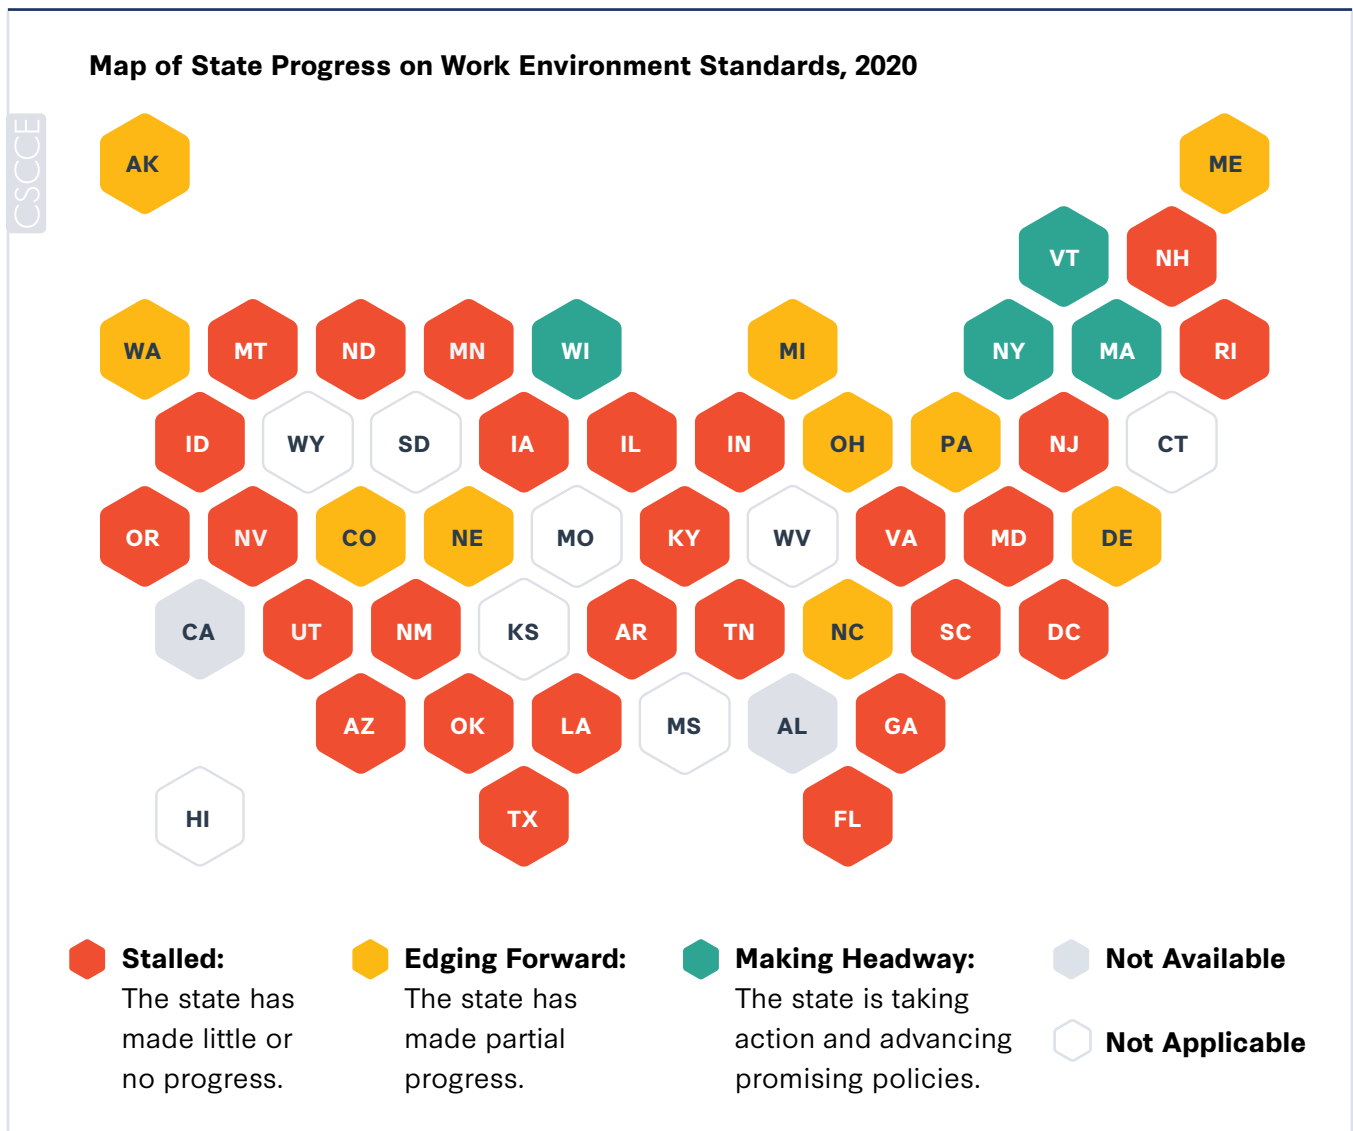 Map of State Progress on Work Environment Standards, 2020
CSCCE
AK ME
VT NH
WA MT ND MN WI MI NY MA RI
ID WY SD IA IL IN OH PA NJ CT
OR NV CO NE MO KY WV VA MD DE
CA UT NM KS AR TN NC SC DC
AZ OK LA MS AL GA
HI TX FL
Stalled:
The state has
made little or
no progress.
Edging Forward:
The state has
made partial
progress.
Making Headway:
The state is taking
action and advancing
promising policies.
Not Available
Not Applicable